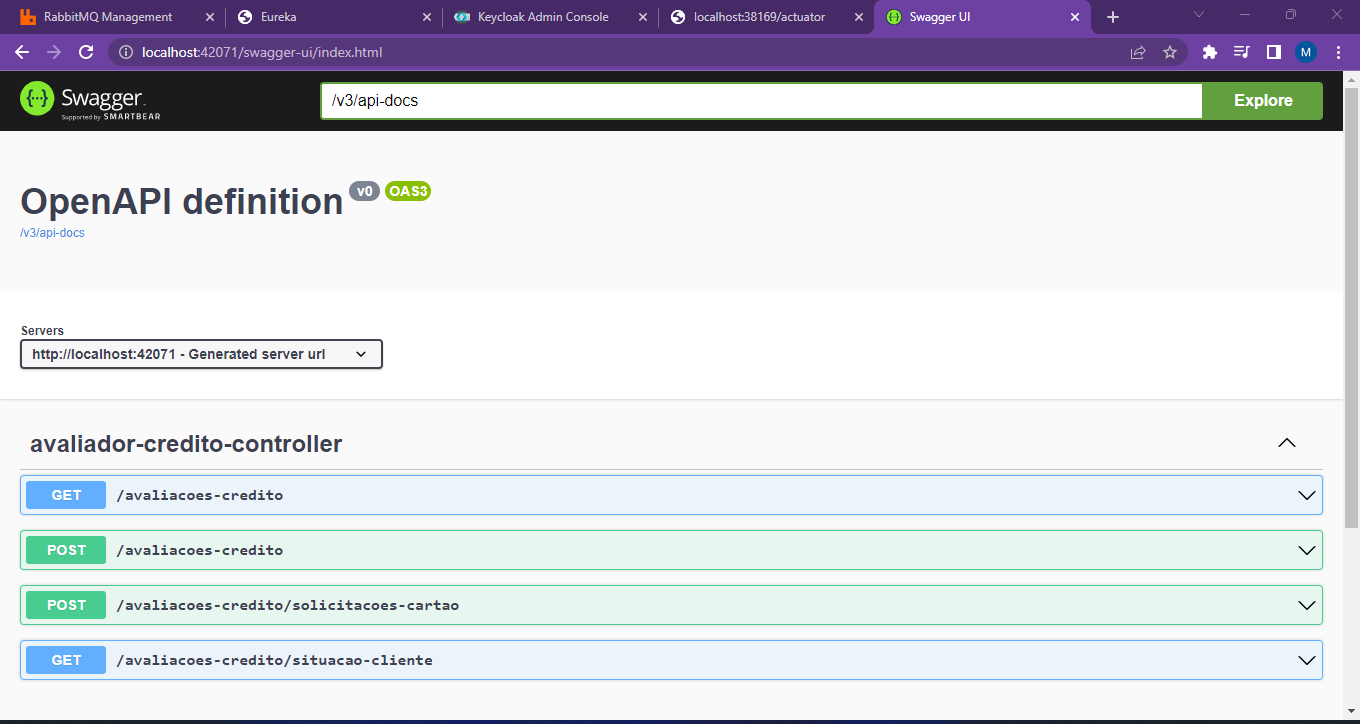 RabbitMQ Management
Eureka
Keycloak Admin Console
localhost:38169/actuator
Swagger UI
localhost:42071/swagger-ui/index.html
M
Swagger
Supported by SMARTBEAR
/v3/api-docs
Explore
OpenAPI definition v0 OAS3
/v3/api-docs
Servers
http://localhost:42071 - Generated server url
avaliador-credito-controller
GET /avaliacoes-credito
POST /avaliacoes-credito
POST /avaliacoes-credito/solicitacoes-cartao
GET /avaliacoes-credito/situacao-cliente